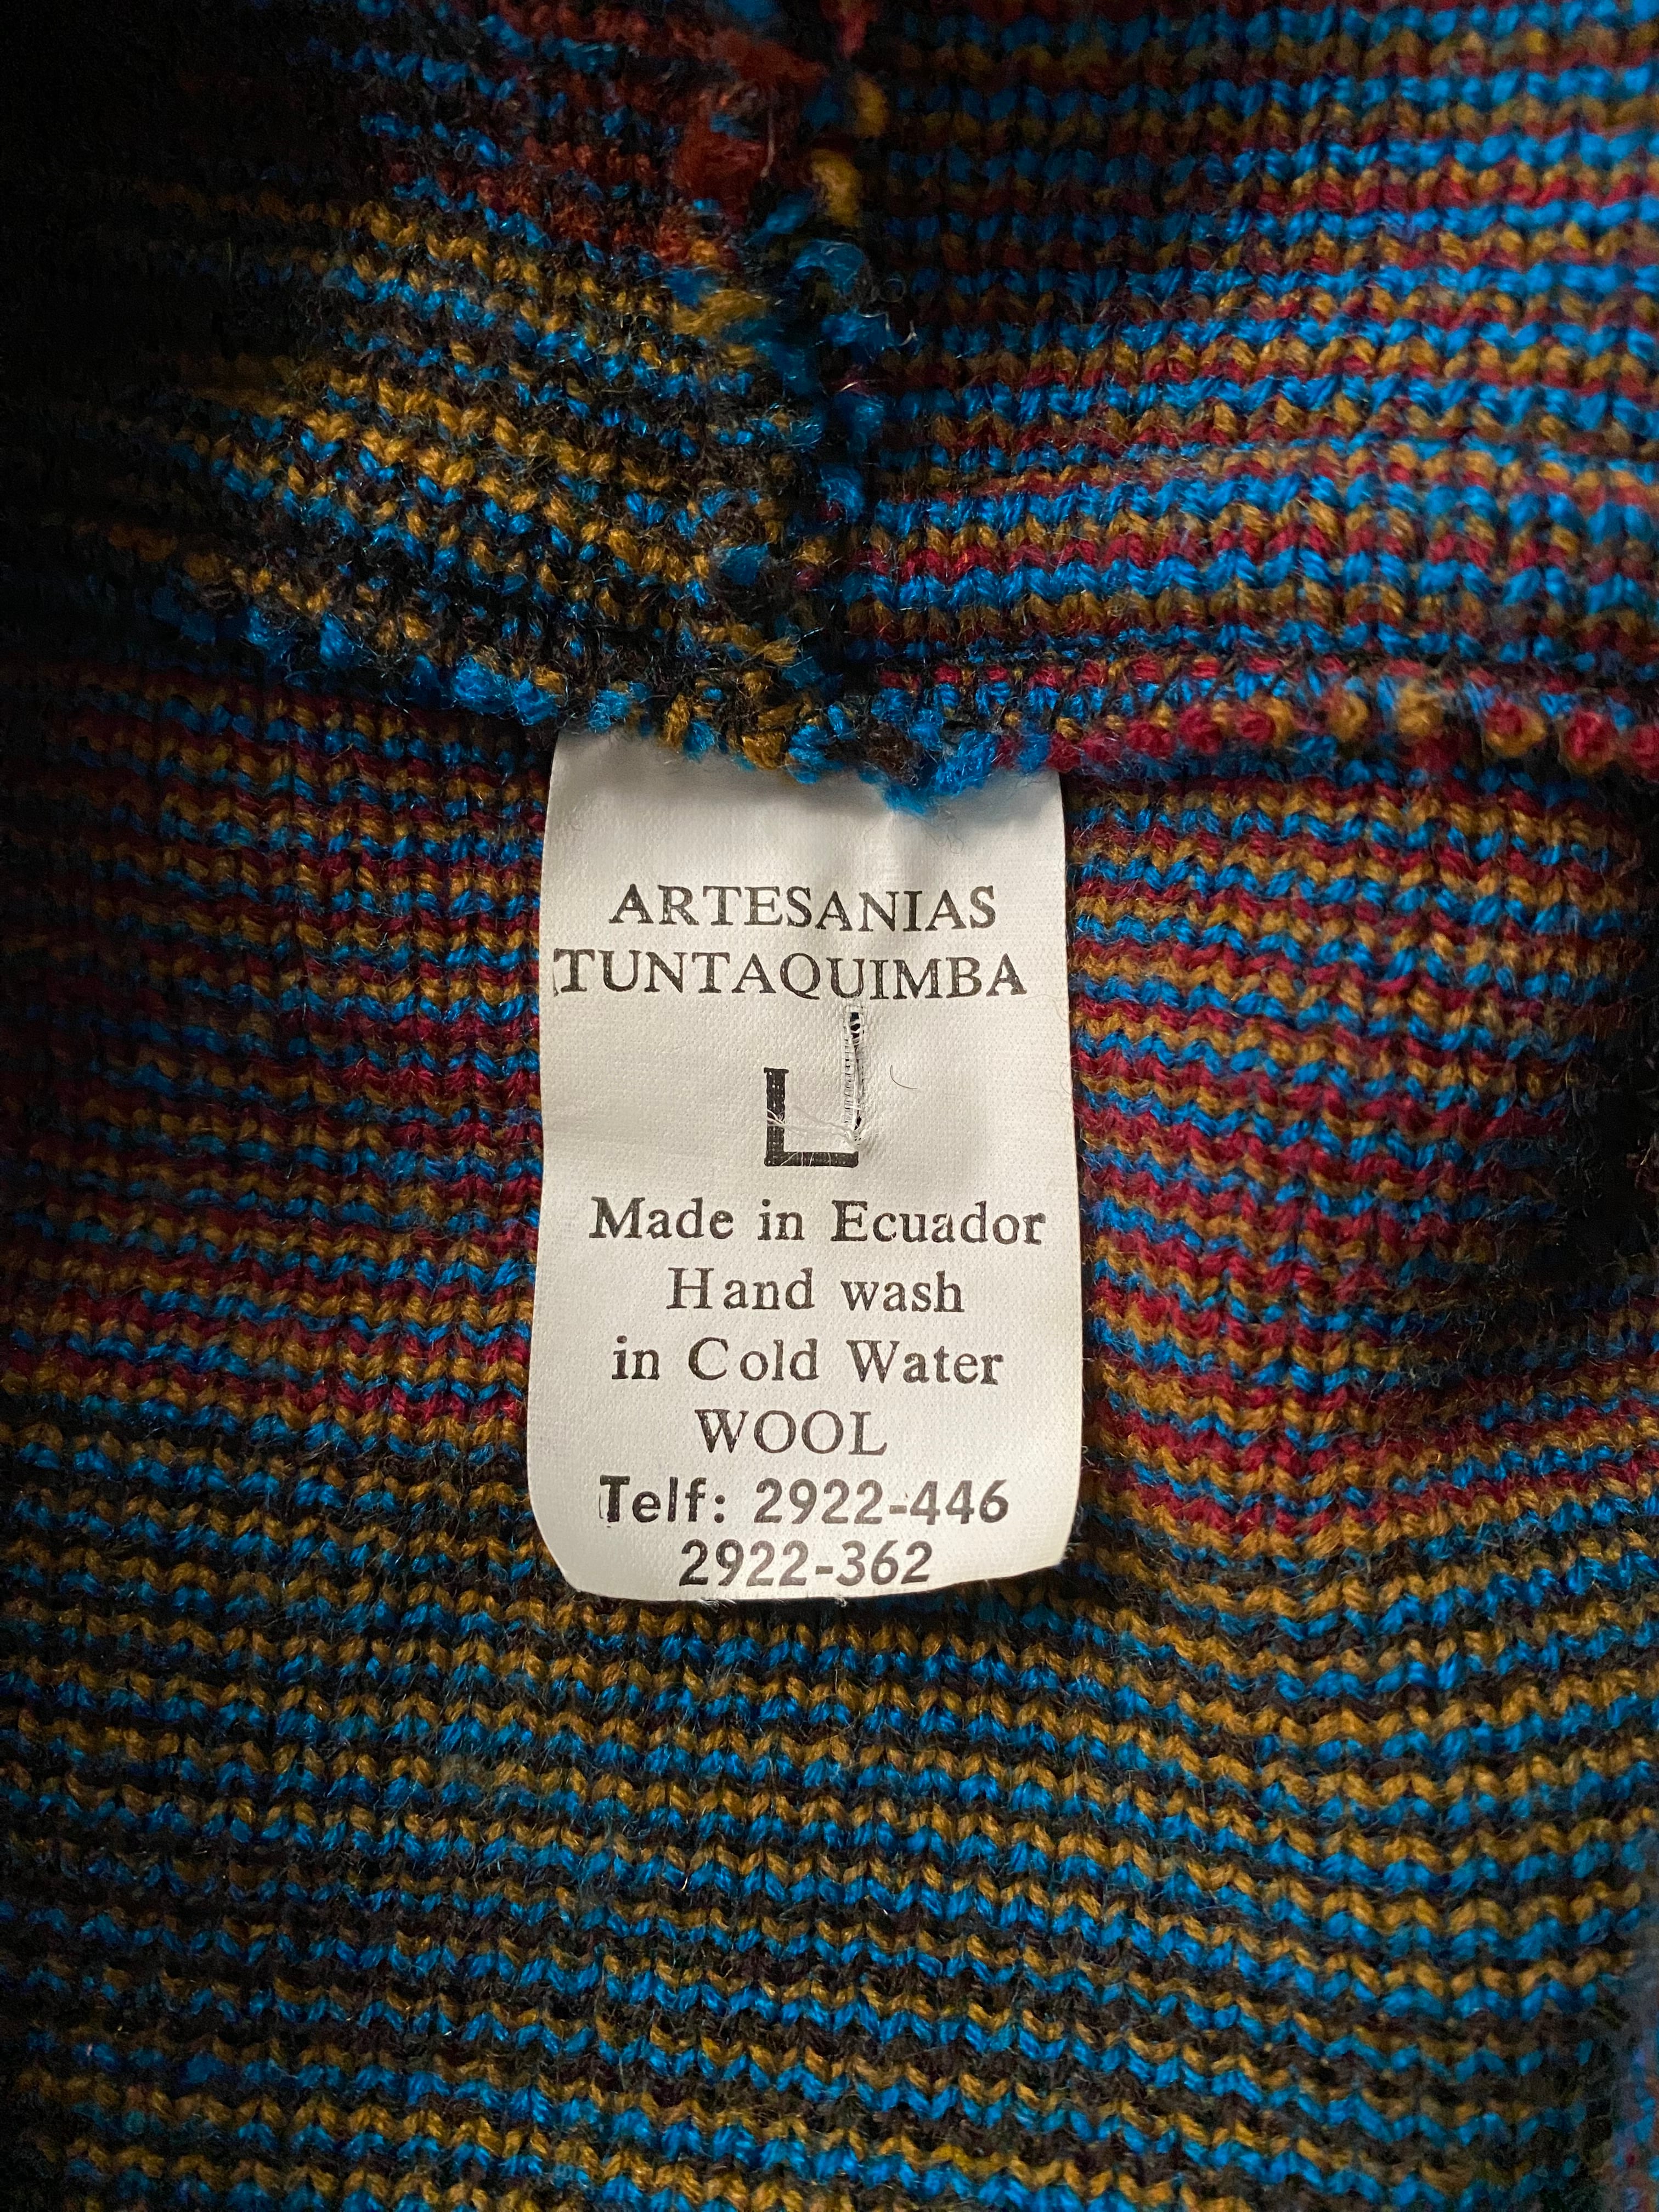 ARTESANIAS
TUNTAQUIMBA
L
Made in Ecuador
Hand wash
in Cold Water
WOOL
Telf: 2922-446
2922-362